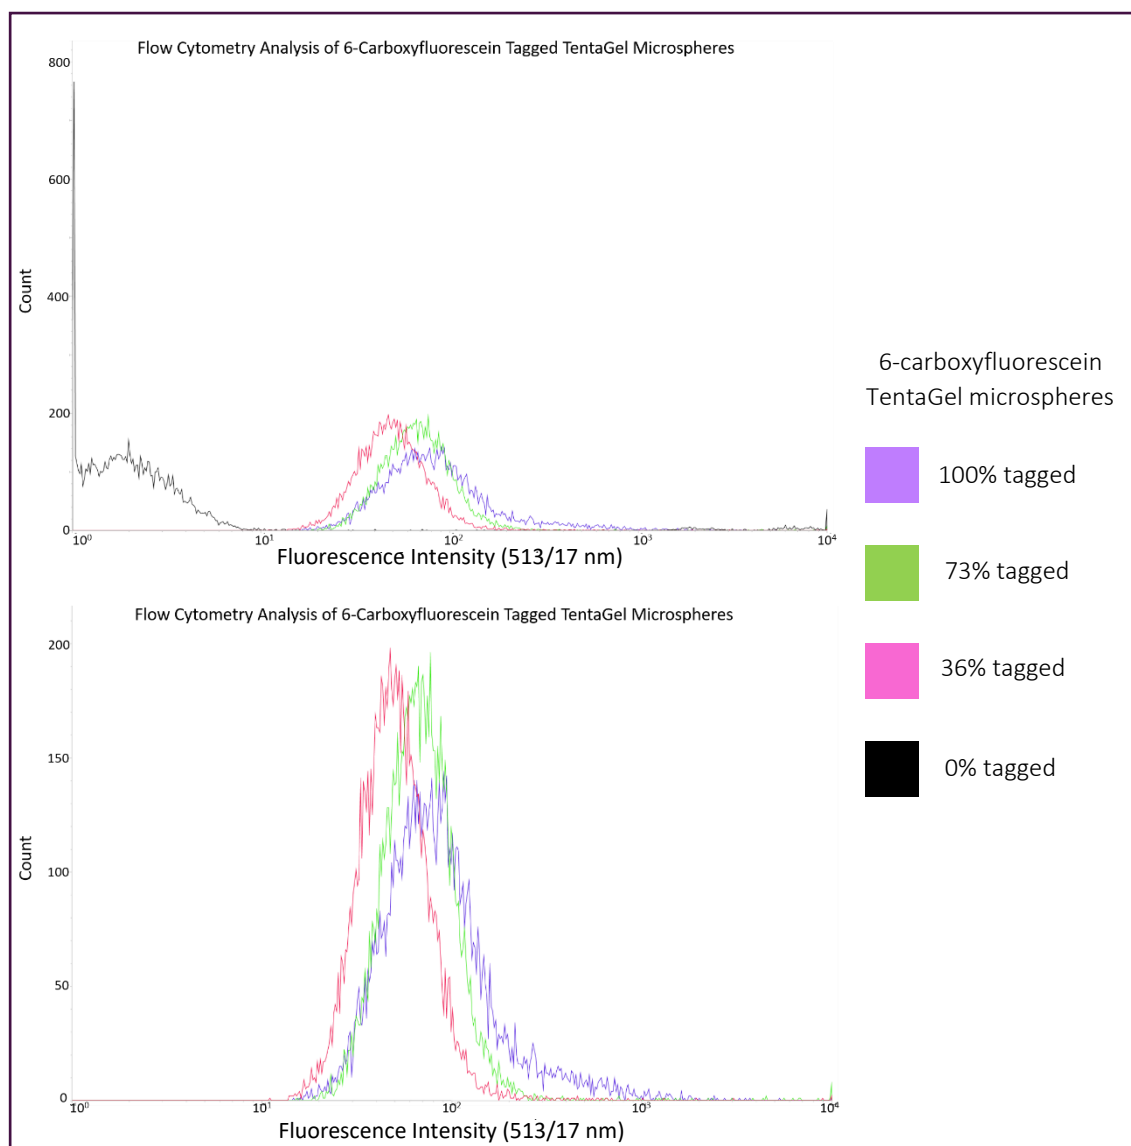 Flow Cytometry Analysis of 6-Carboxyfluorescein Tagged TentaGel Microspheres
800
600
400
200
0
Count
10⁰
10¹
10²
10³
10⁴
Fluorescence Intensity (513/17 nm)
Flow Cytometry Analysis of 6-Carboxyfluorescein Tagged TentaGel Microspheres
200
150
100
50
0
Count
10⁰
10¹
10²
10³
10⁴
Fluorescence Intensity (513/17 nm)
6-carboxyfluorescein
TentaGel microspheres
100% tagged
73% tagged
36% tagged
0% tagged